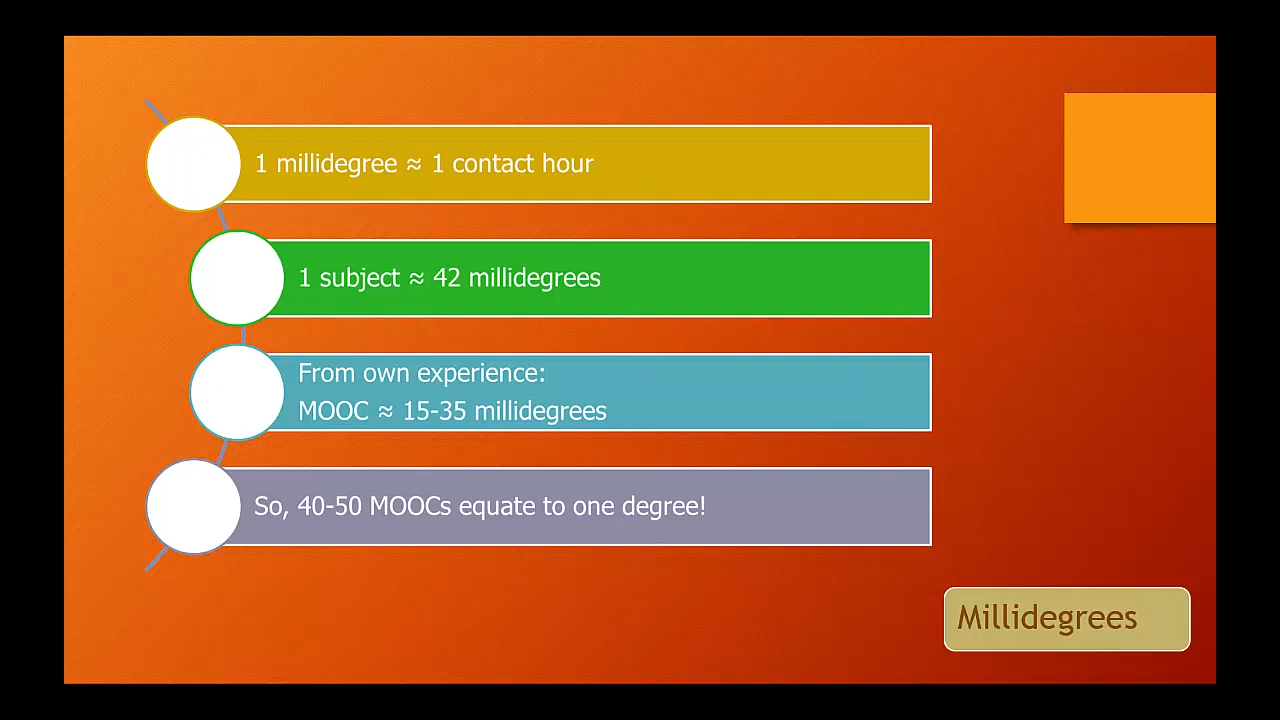 1 millidegree ≈ 1 contact hour
1 subject ≈ 42 millidegrees
From own experience:
MOOC ≈ 15-35 millidegrees
So, 40-50 MOOCs equate to one degree!
Millidegrees